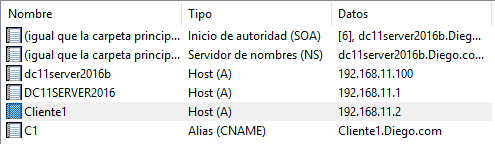 Nombre Tipo Datos
(igual que la carpeta princip... Inicio de autoridad (SOA) [6], dc11server2016b.Dieg...
(igual que la carpeta princip... Servidor de nombres (NS) dc11server2016b.Diego.co...
dc11server2016b Host (A) 192.168.11.100
DC11SERVER2016 Host (A) 192.168.11.1
Cliente1 Host (A) 192.168.11.2
C1 Alias (CNAME) Cliente1.Diego.com